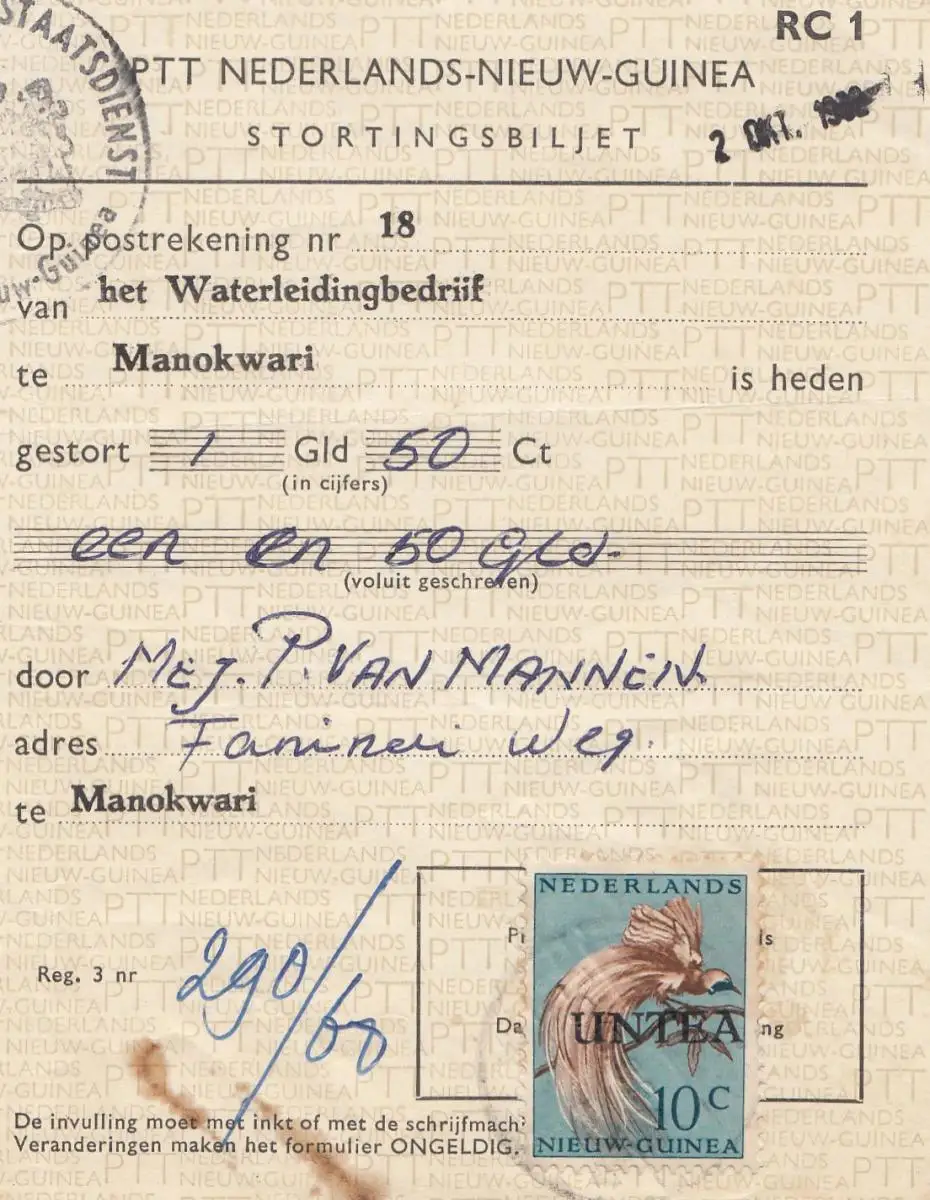 RC 1
STAATSDIENST
PTT NEDERLANDS-NIEUW-GUINEA
STORTINGSBILJET
2 OKT. 1962
Op postrekening nr 18
van het Waterleidingbedrijf
te Manokwari is heden
gestort 1 Gld 50 Ct
(in cijfers)
een en 50 Gld.
(voluit geschreven)
door Mej. P. VAN MANNEN.
adres Fanindi Weg.
te Manokwari
NEDERLANDS
Reg. 3 nr 290/60
UNTEA
10 C
NIEUW-GUINEA
De invulling moet met inkt of met de schrijfmach
Veranderingen maken het formulier ONGELDIG.